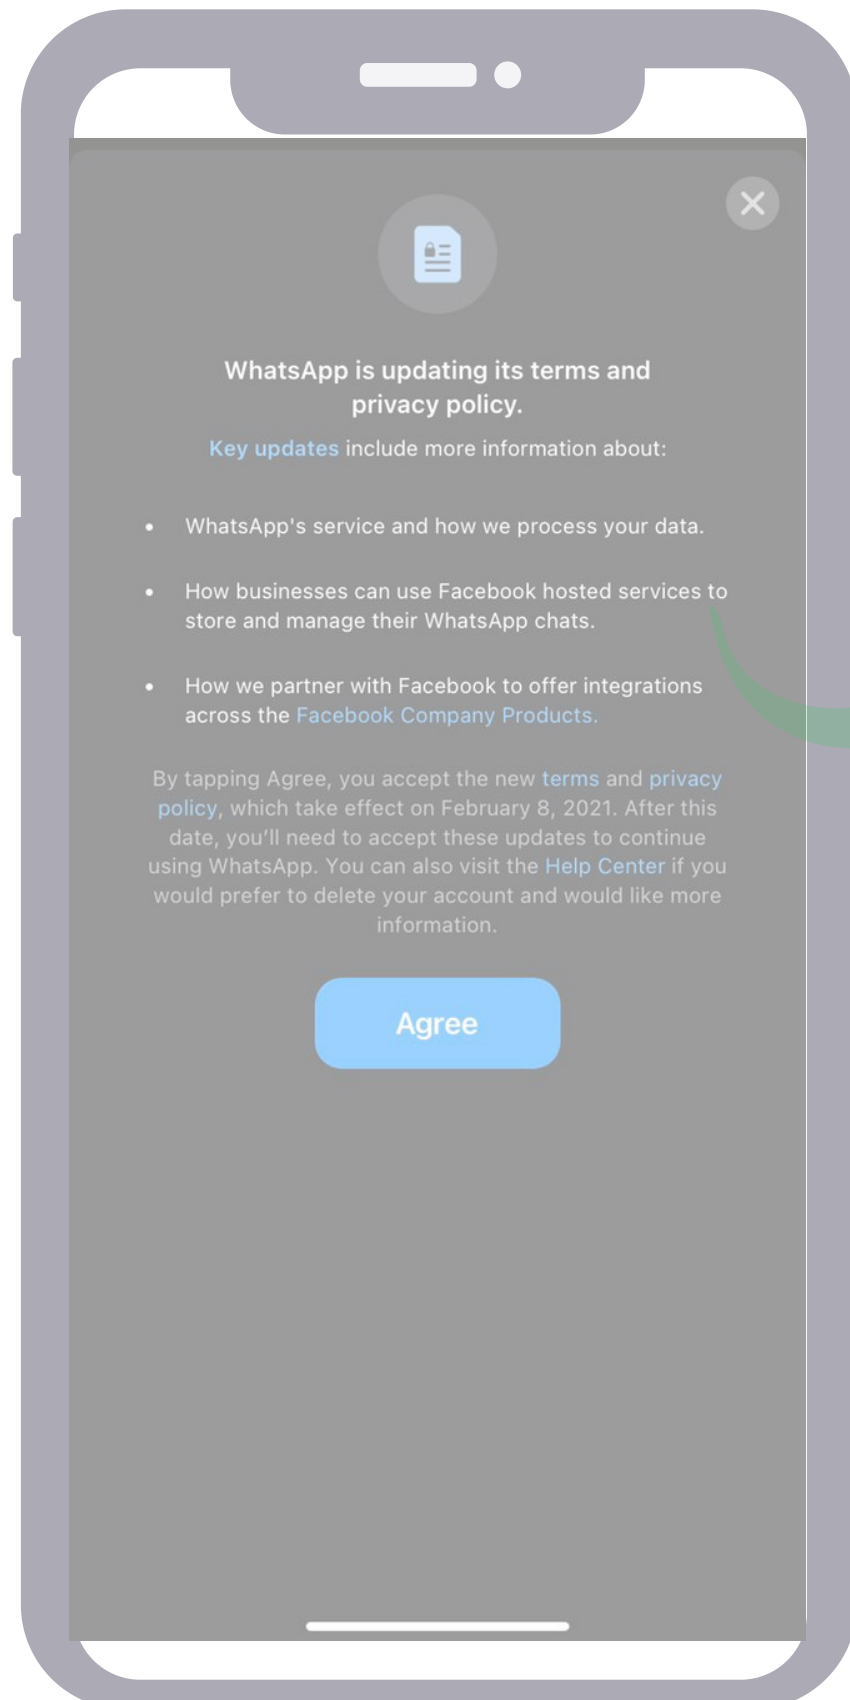 WhatsApp is updating its terms and
privacy policy.
Key updates include more information about:
• WhatsApp's service and how we process your data.
• How businesses can use Facebook hosted services to
store and manage their WhatsApp chats.
• How we partner with Facebook to offer integrations
across the Facebook Company Products.
By tapping Agree, you accept the new terms and privacy
policy, which take effect on February 8, 2021. After this
date, you’ll need to accept these updates to continue
using WhatsApp. You can also visit the Help Center if you
would prefer to delete your account and would like more
information.
Agree